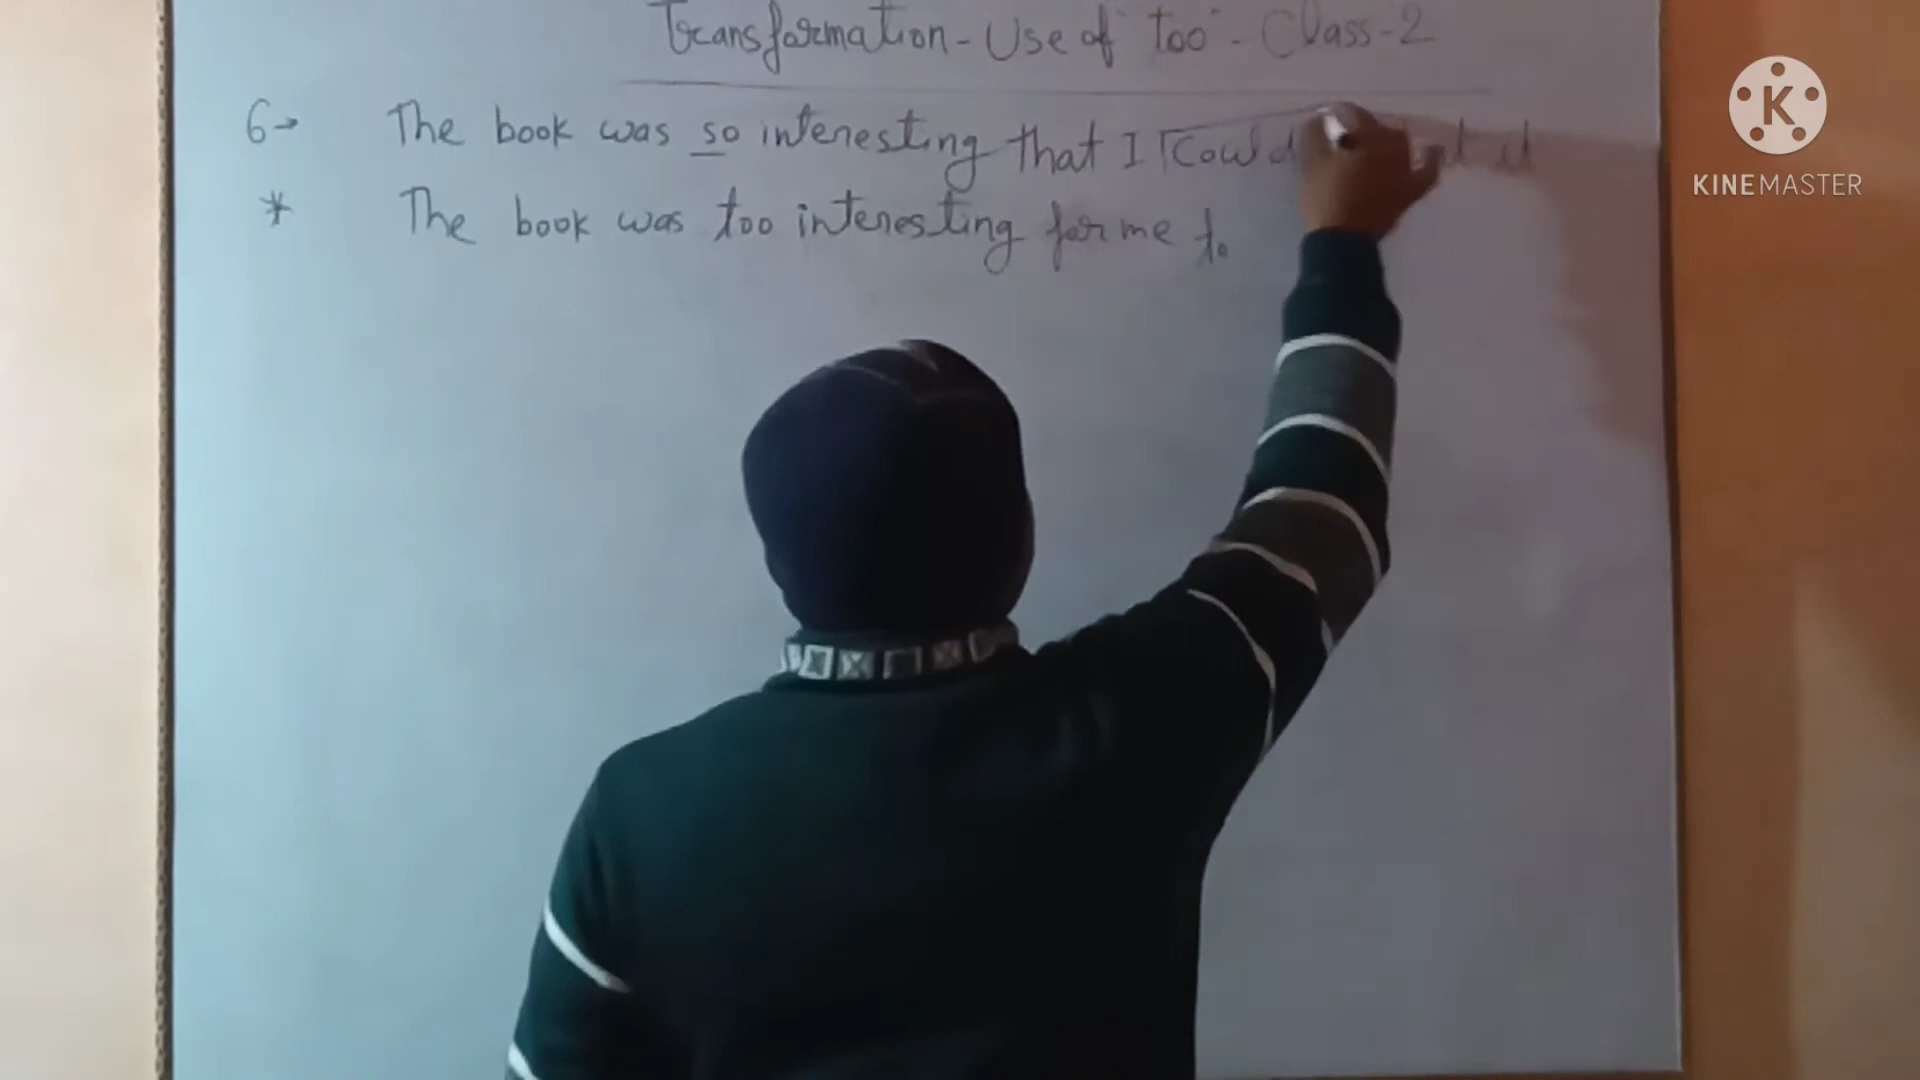 Transformation - Use of "too" - Class-2
6→ The book was so interesting that I could it
* The book was too interesting for me to
KINEMASTER